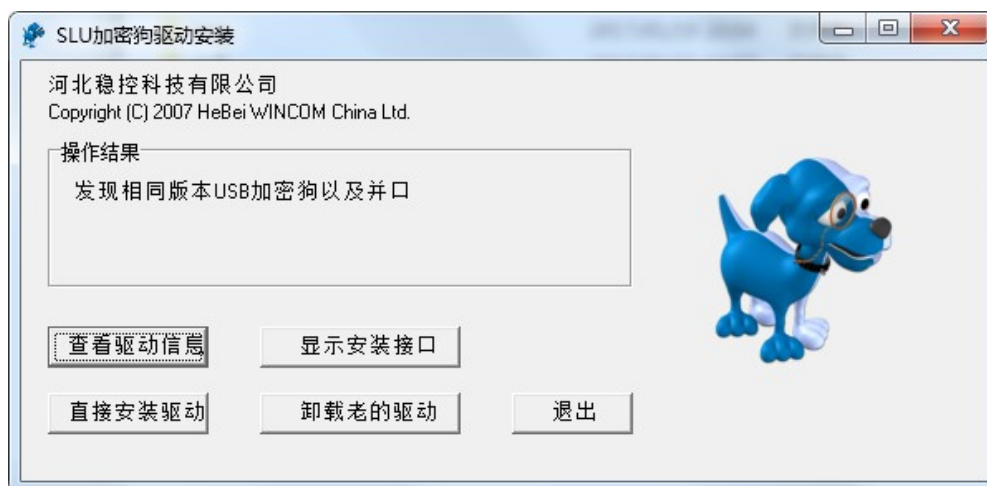 SLU加密狗驱动安装
河北稳控科技有限公司
Copyright (C) 2007 HeBei WINCOM China Ltd.
操作结果
发现相同版本USB加密狗以及并口
查看驱动信息
显示安装接口
直接安装驱动
卸载老的驱动
退出